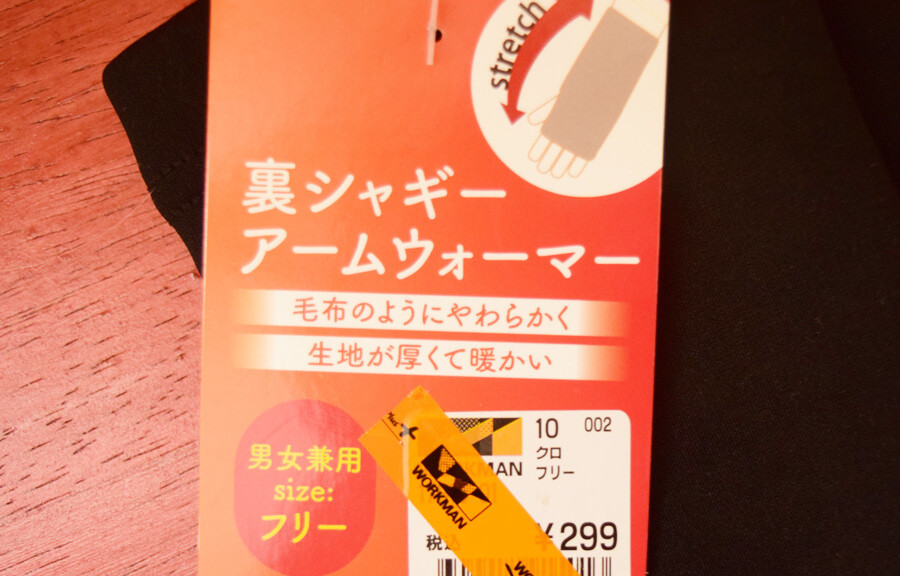 stretch
裏シャギー
アームウォーマー
毛布のようにやわらかく
生地が厚くて暖かい
男女兼用
size:
フリー
10 002
クロ
フリー
WORKMAN
税込 ¥299